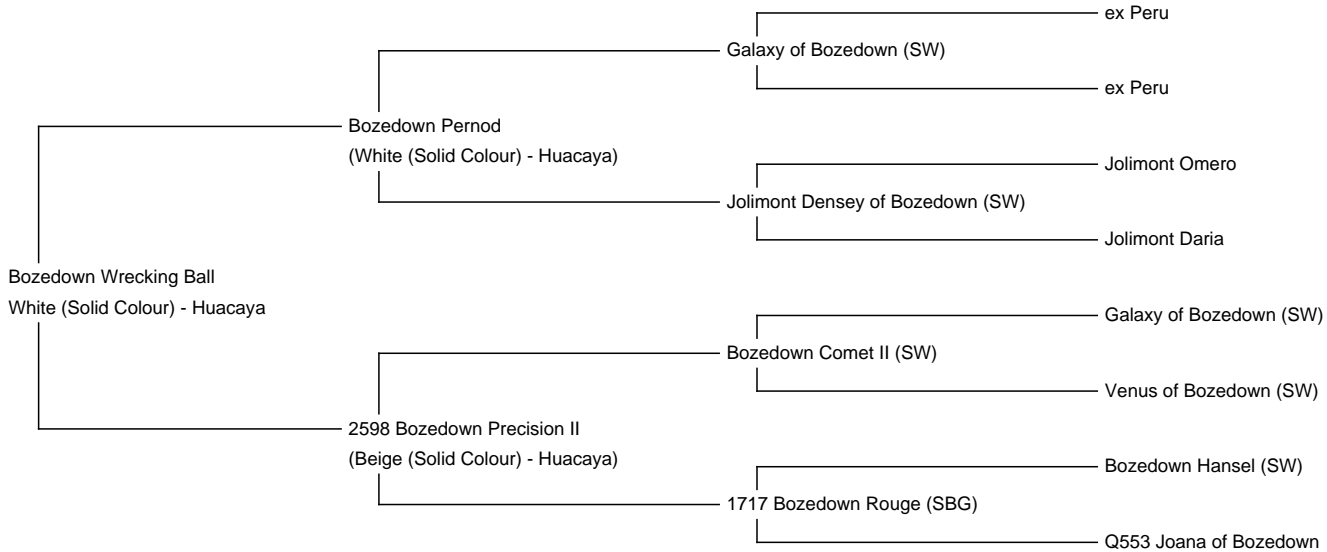 ex Peru
Galaxy of Bozedown (SW)
ex Peru
Bozedown Pernod
(White (Solid Colour) - Huacaya)
Jolimont Omero
Jolimont Densey of Bozedown (SW)
Jolimont Daria
Bozedown Wrecking Ball
White (Solid Colour) - Huacaya
Galaxy of Bozedown (SW)
Bozedown Comet II (SW)
Venus of Bozedown (SW)
2598 Bozedown Precision II
(Beige (Solid Colour) - Huacaya)
Bozedown Hansel (SW)
1717 Bozedown Rouge (SBG)
Q553 Joana of Bozedown